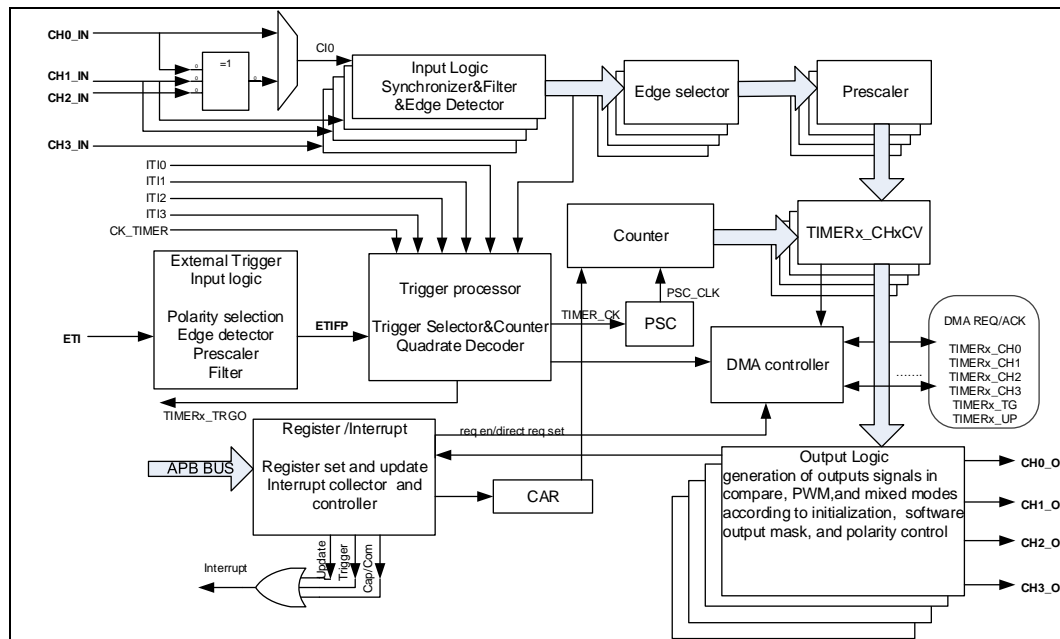 CH0_IN
CH1_IN
CH2_IN
CH3_IN
=1
CI0
Input Logic
Synchronizer&Filter
&Edge Detector
Edge selector
Prescaler
ITI0
ITI1
ITI2
ITI3
CK_TIMER
Counter
TIMERx_CHxCV
External Trigger
Input logic
Polarity selection
Edge detector
Prescaler
Filter
ETI
ETIFP
Trigger processor
Trigger Selector&Counter
Quadrate Decoder
TIMER_CK
PSC
PSC_CLK
DMA controller
DMA REQ/ACK
TIMERx_CH0
TIMERx_CH1
TIMERx_CH2
TIMERx_CH3
TIMERx_TG
TIMERx_UP
........
TIMERx_TRGO
Register /Interrupt
Register set and update
Interrupt collector and
controller
req en/direct req set
APB BUS
CAR
Output Logic
generation of outputs signals in
compare, PWM,and mixed modes
according to initialization, software
output mask, and polarity control
CH0_O
CH1_O
CH2_O
CH3_O
Update
Trigger
Cap/Com
Interrupt